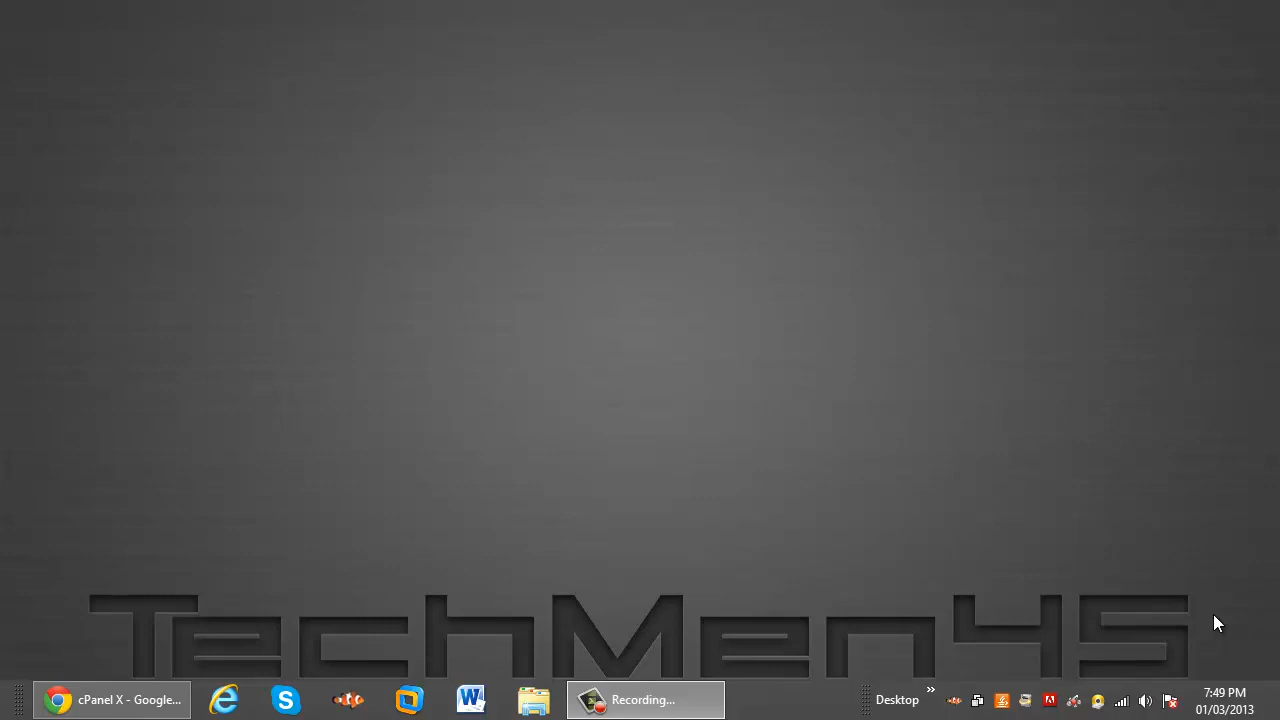 TechMen45
cPanel X - Google...
Recording...
Desktop
7:49 PM
01/03/2013